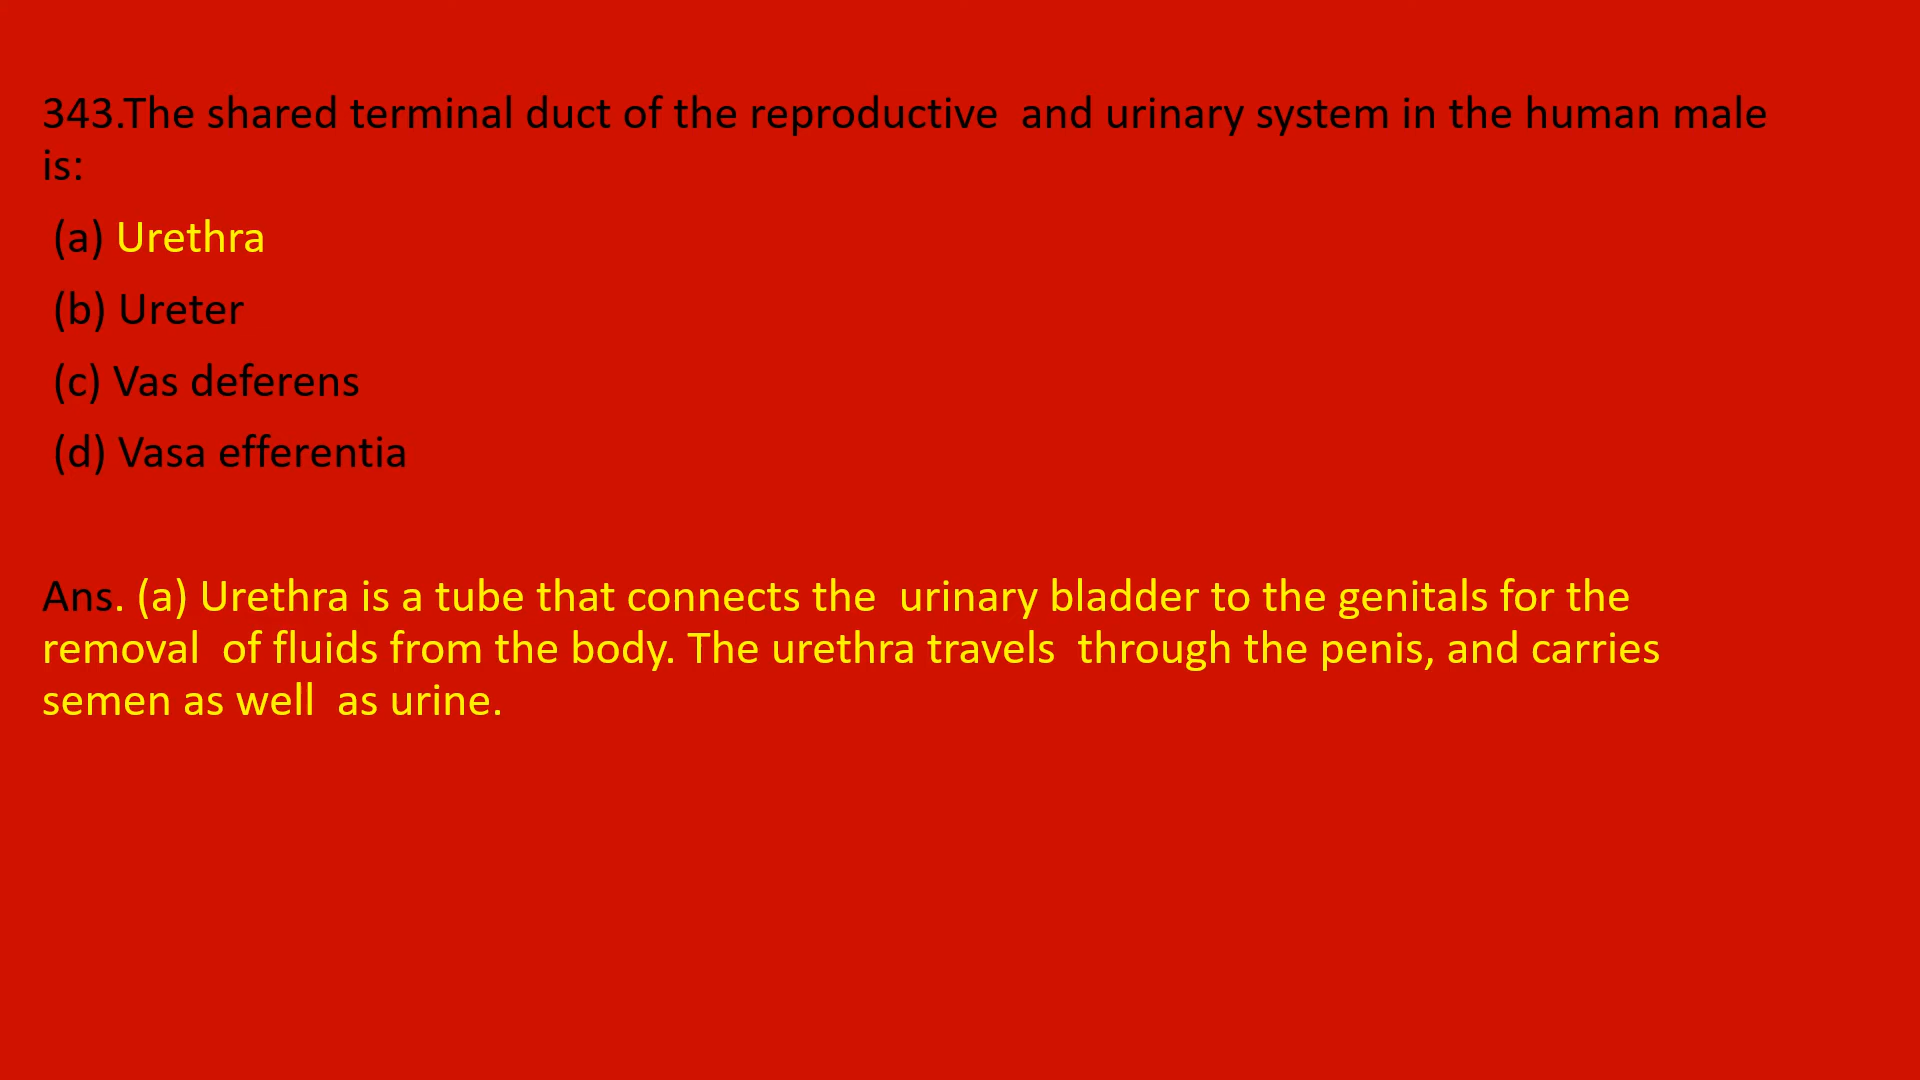 343.The shared terminal duct of the reproductive  and urinary system in the human male
is:
(a) Urethra
(b) Ureter
(c) Vas deferens
(d) Vasa efferentia
Ans. (a) Urethra is a tube that connects the  urinary bladder to the genitals for the
removal  of fluids from the body. The urethra travels  through the penis, and carries
semen as well  as urine.